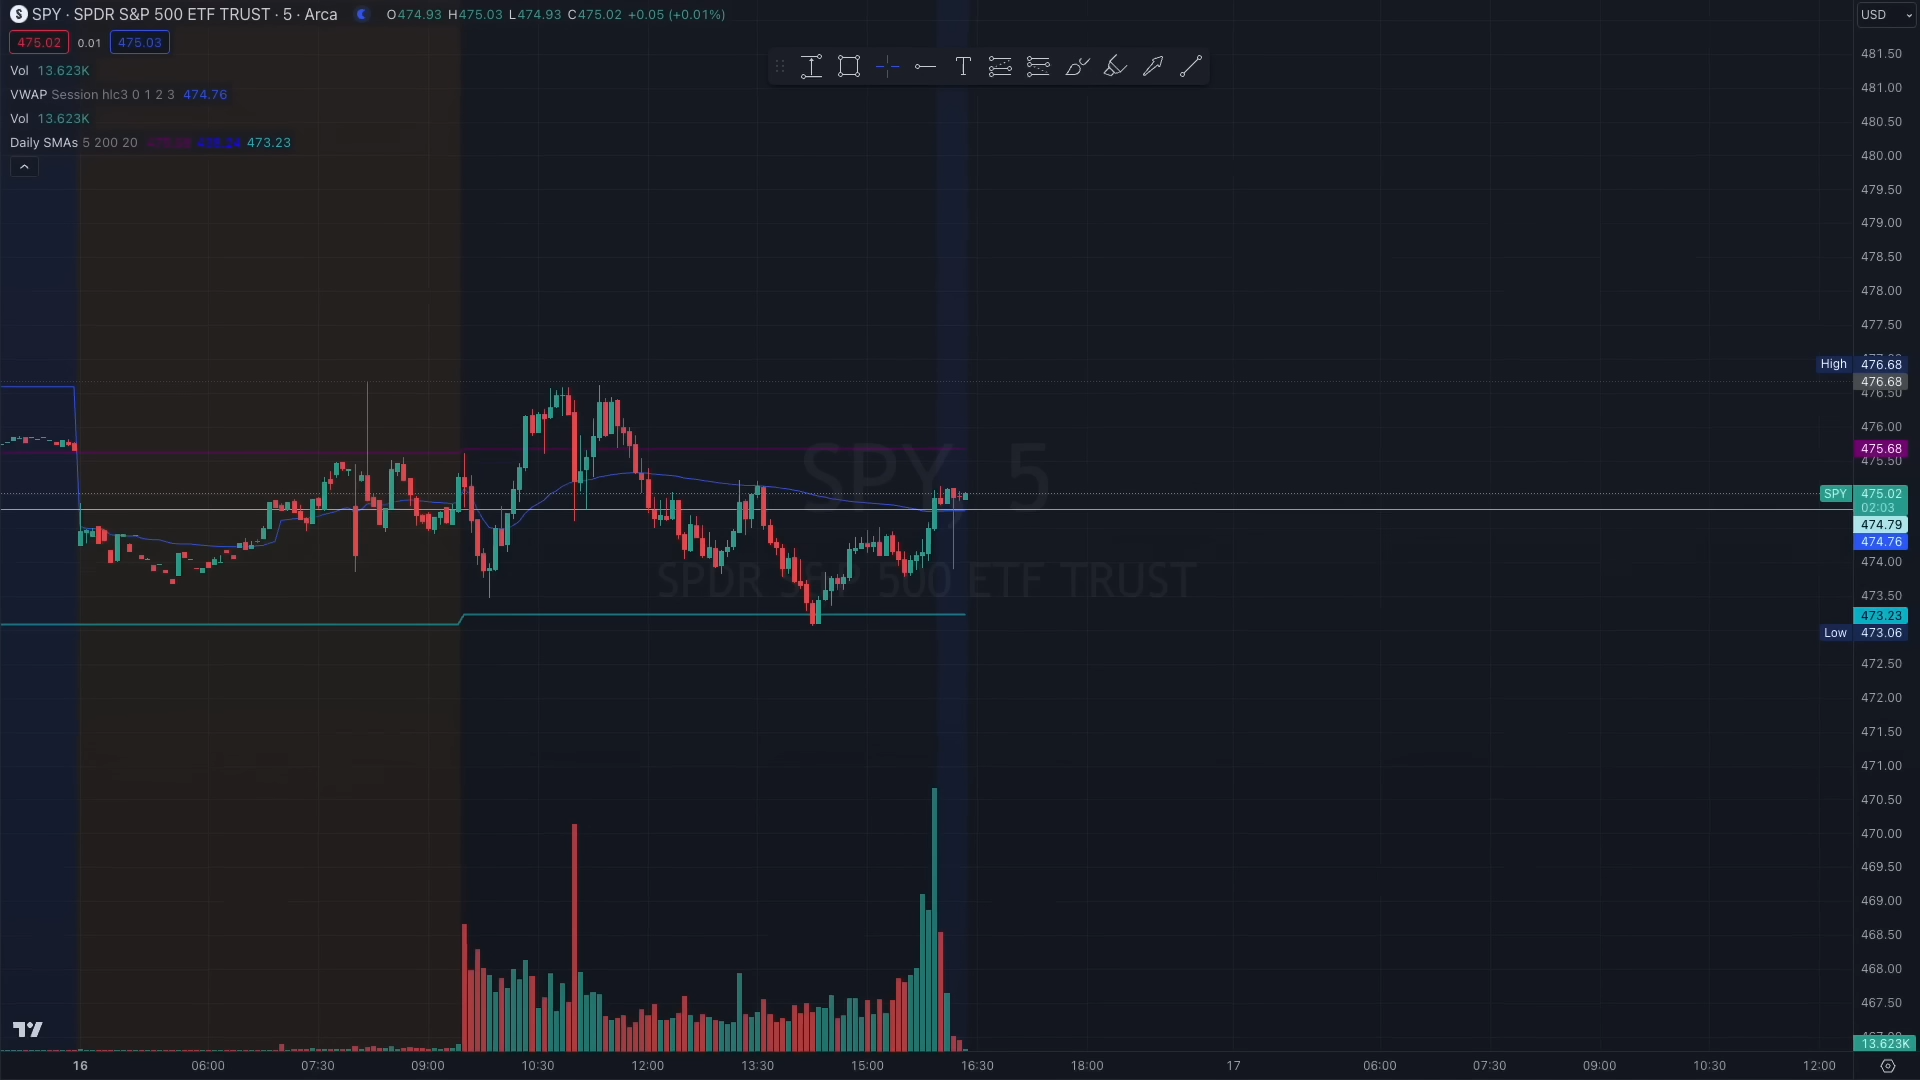 SPY · SPDR S&P 500 ETF TRUST · 5 · Arca O474.93 H475.03 L474.93 C475.02 +0.05 (+0.01%)
USD
475.02 0.01 475.03
Vol 13.623K
VWAP Session hlc3 0 1 2 3 474.76
Vol 13.623K
Daily SMAs 5 200 20 473.23
481.50
481.00
480.50
480.00
479.50
479.00
478.50
478.00
477.50
High 476.68
476.68
476.50
476.00
475.68
475.50
SPY 475.02
02:03
474.79
474.76
474.00
473.50
473.23
Low 473.06
472.50
472.00
471.50
471.00
470.50
470.00
469.50
469.00
468.50
468.00
467.50
13.623K
SPY, 5
SPDR S&P 500 ETF TRUST
16 06:00 07:30 09:00 10:30 12:00 13:30 15:00 16:30 18:00 17 06:00 07:30 09:00 10:30 12:00